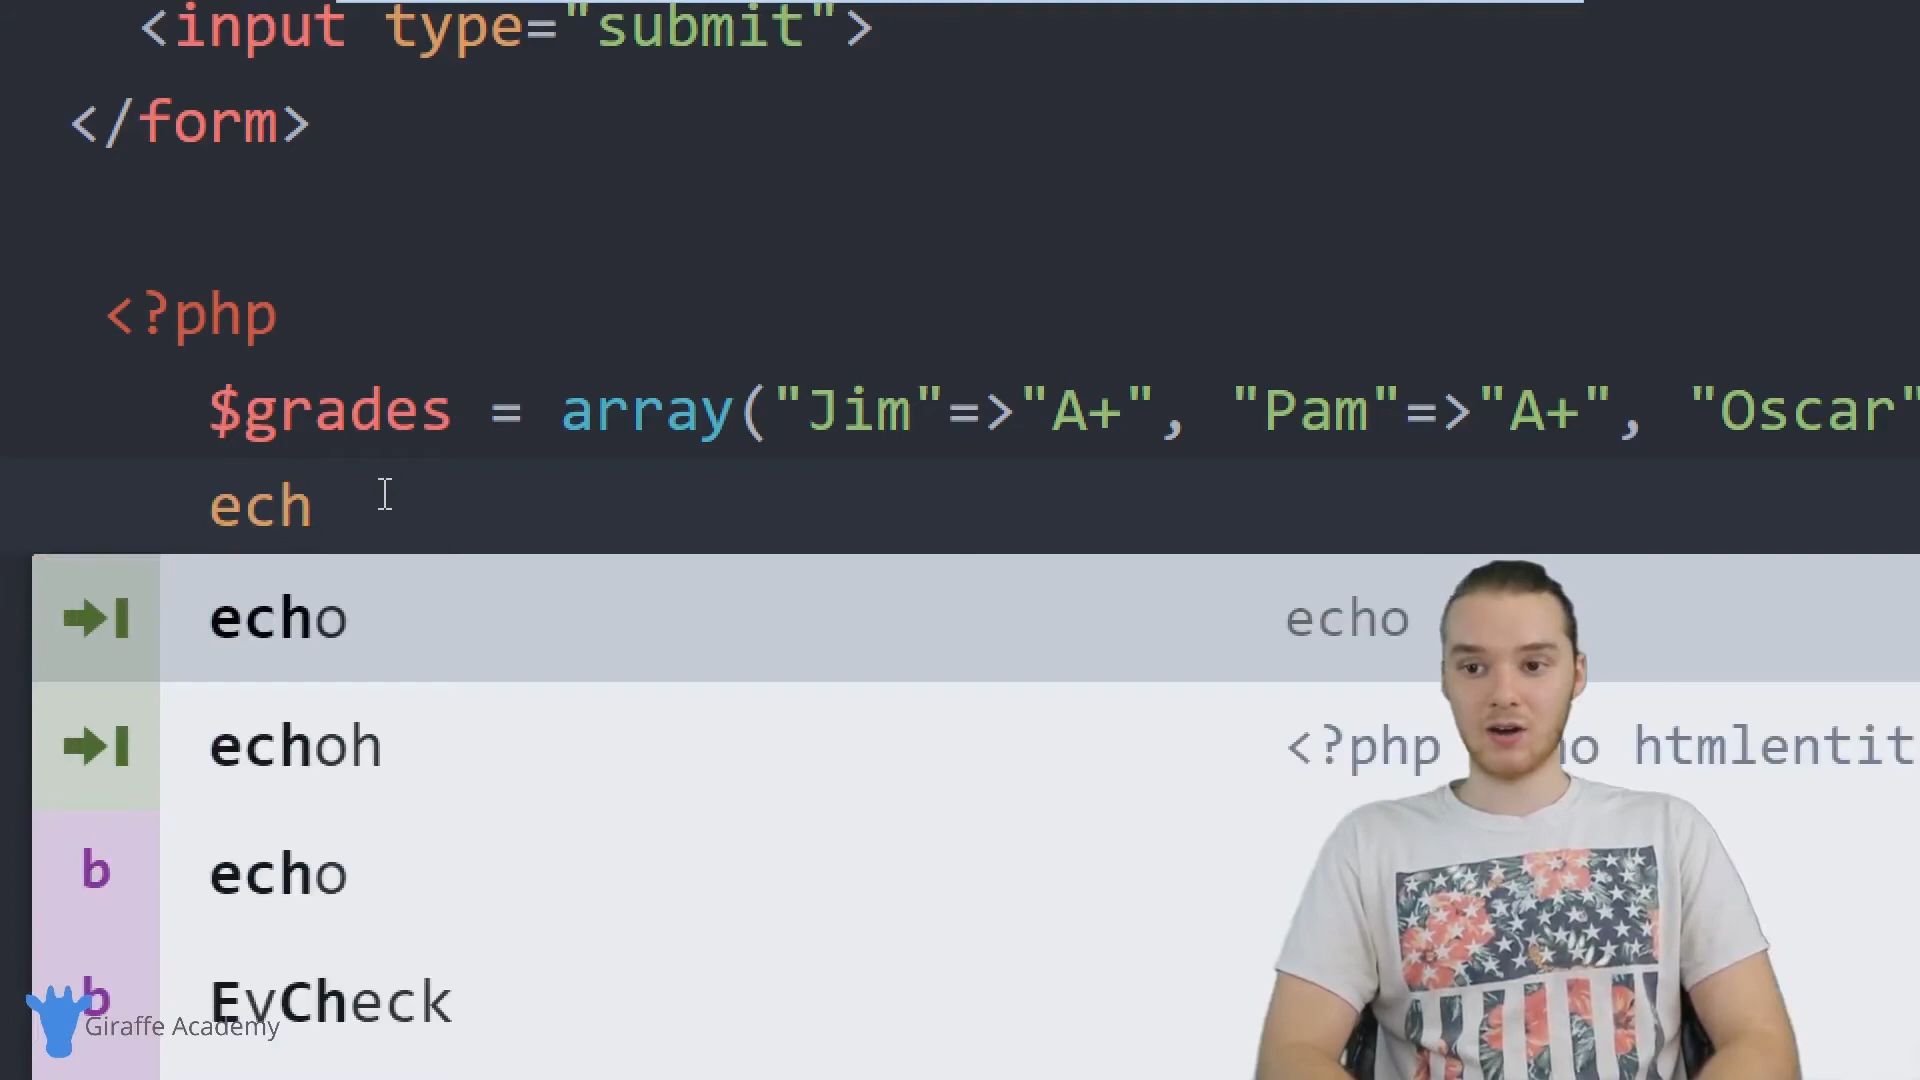 <input type="submit">
</form>
<?php
$grades = array("Jim"=>"A+", "Pam"=>"A+", "Oscar"
ech
echo echo
echoh <?php htmlentit
b echo
b EvCheck
Giraffe Academy